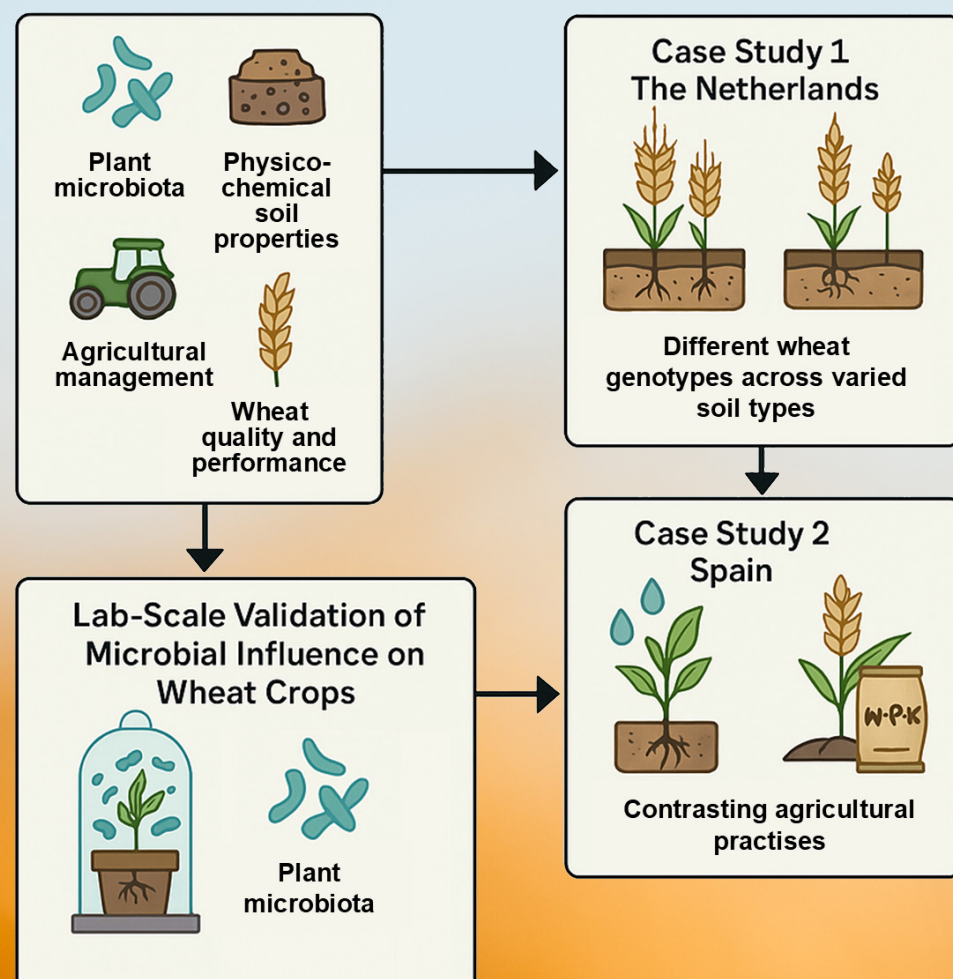 Plant
microbiota
Physico-
chemical
soil
properties
Agricultural
management
Wheat
quality and
performance
Case Study 1
The Netherlands
Different wheat
genotypes across varied
soil types
Lab-Scale Validation of
Microbial Influence on
Wheat Crops
Plant
microbiota
Case Study 2
Spain
W·P·K
Contrasting agricultural
practises